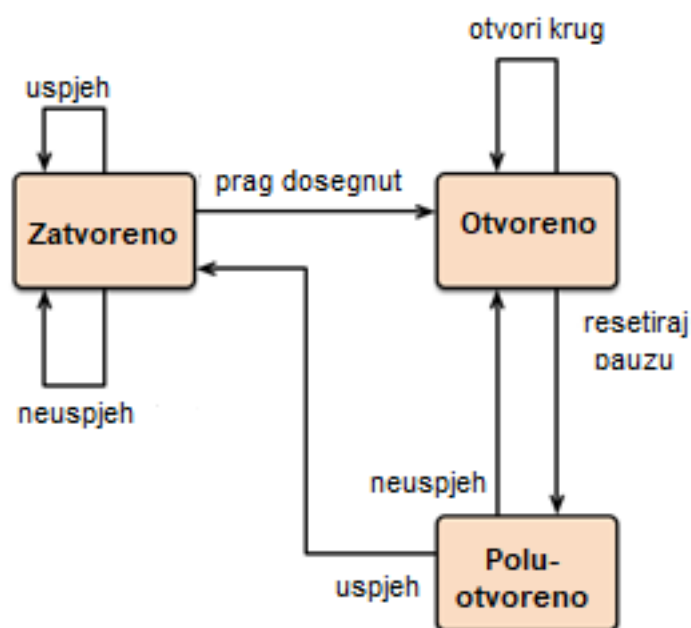 otvori krug
uspjeh
prag dosegnut
Zatvoreno
Otvoreno
resetiraj
pauzu
neuspjeh
neuspjeh
uspjeh
Polu-
otvoreno